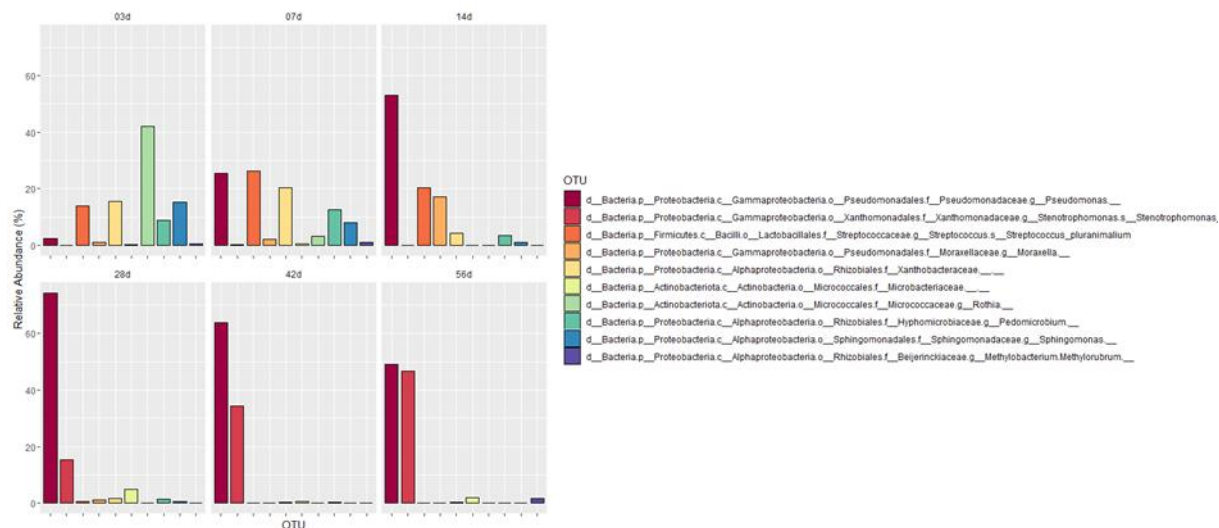 03d 07d 14d
60
40
20
0
28d 42d 56d
60
40
20
0
Relative Abundance (%)
OTU
OTU
d__Bacteria.p__Proteobacteria.c__Gammaproteobacteria.o__Pseudomonadales.f__Pseudomonadaceae.g__Pseudomonas.__
d__Bacteria.p__Proteobacteria.c__Gammaproteobacteria.o__Xanthomonadales.f__Xanthomonadaceae.g__Stenotrophomonas.s__Stenotrophomonas_
d__Bacteria.p__Firmicutes.c__Bacilli.o__Lactobacillales.f__Streptococcaceae.g__Streptococcus.s__Streptococcus_pluranimalium
d__Bacteria.p__Proteobacteria.c__Gammaproteobacteria.o__Pseudomonadales.f__Moraxellaceae.g__Moraxella.__
d__Bacteria.p__Proteobacteria.c__Alphaproteobacteria.o__Rhizobiales.f__Xanthobacteraceae.__.__
d__Bacteria.p__Actinobacteriota.c__Actinobacteria.o__Micrococcales.f__Microbacteriaceae.__.__
d__Bacteria.p__Actinobacteriota.c__Actinobacteria.o__Micrococcales.f__Micrococcaceae.g__Rothia.__
d__Bacteria.p__Proteobacteria.c__Alphaproteobacteria.o__Rhizobiales.f__Hyphomicrobiaceae.g__Pedomicrobium.__
d__Bacteria.p__Proteobacteria.c__Alphaproteobacteria.o__Sphingomonadales.f__Sphingomonadaceae.g__Sphingomonas.__
d__Bacteria.p__Proteobacteria.c__Alphaproteobacteria.o__Rhizobiales.f__Beijerinckiaceae.g__Methylobacterium.Methylorubrum.__